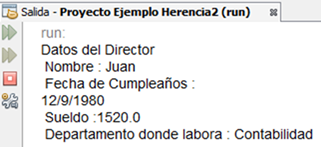 Salida - Proyecto Ejemplo Herencia2 (run)
run:
Datos del Director
Nombre : Juan
Fecha de Cumpleaños :
12/9/1980
Sueldo :1520.0
Departamento donde labora : Contabilidad